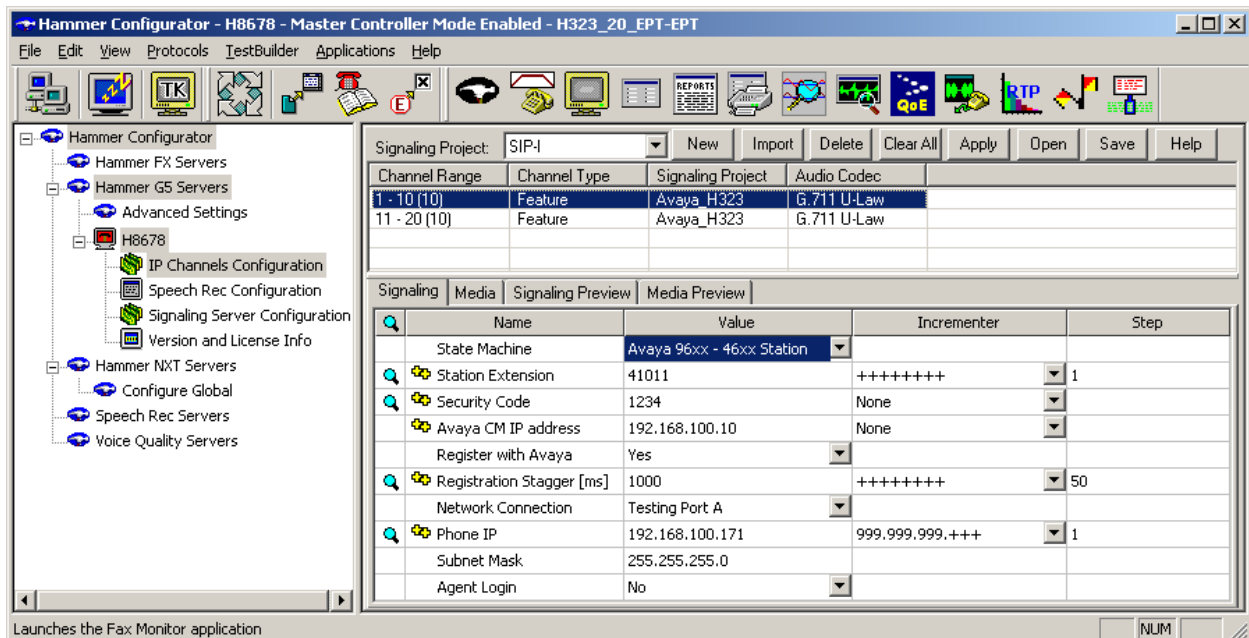 Hammer Configurator - H8678 - Master Controller Mode Enabled - H323_20_EPT-EPT
File Edit View Protocols TestBuilder Applications Help
TK E REPORTS QoE RTP
Hammer Configurator
Hammer FX Servers
Hammer G5 Servers
Advanced Settings
H8678
IP Channels Configuration
Speech Rec Configuration
Signaling Server Configuration
Version and License Info
Hammer NXT Servers
Configure Global
Speech Rec Servers
Voice Quality Servers
Signaling Project: SIP-I New Import Delete Clear All Apply Open Save Help
Channel Range Channel Type Signaling Project Audio Codec
1 - 10 (10) Feature Avaya_H323 G.711 U-Law
11 - 20 (10) Feature Avaya_H323 G.711 U-Law
Signaling Media Signaling Preview Media Preview
Name Value Incrementer Step
State Machine Avaya 96xx - 46xx Station
Station Extension 41011 ++++++++ 1
Security Code 1234 None
Avaya CM IP address 192.168.100.10 None
Register with Avaya Yes
Registration Stagger [ms] 1000 ++++++++ 50
Network Connection Testing Port A
Phone IP 192.168.100.171 999.999.999.+++ 1
Subnet Mask 255.255.255.0
Agent Login No
Launches the Fax Monitor application NUM